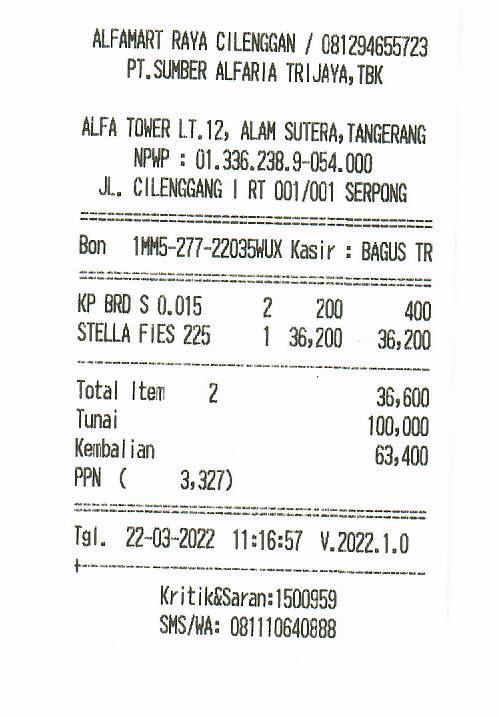 ALFAMART RAYA CILENGGAN / 081294655723
PT.SUMBER ALFARIA TRIJAYA,TBK
ALFA TOWER LT.12, ALAM SUTERA,TANGERANG
NPWP : 01.336.238.9-054.000
JL. CILENGGANG I RT 001/001 SERPONG
Bon 1MM5-277-22035WUX Kasir : BAGUS TR
KP BRD S 0.015 2 200 400
STELLA FIES 225 1 36,200 36,200
Total Item 2 36,600
Tunai 100,000
Kembalian 63,400
PPN ( 3,327)
Tgl. 22-03-2022 11:16:57 V.2022.1.0
Kritik&Saran:1500959
SMS/WA: 081110640888